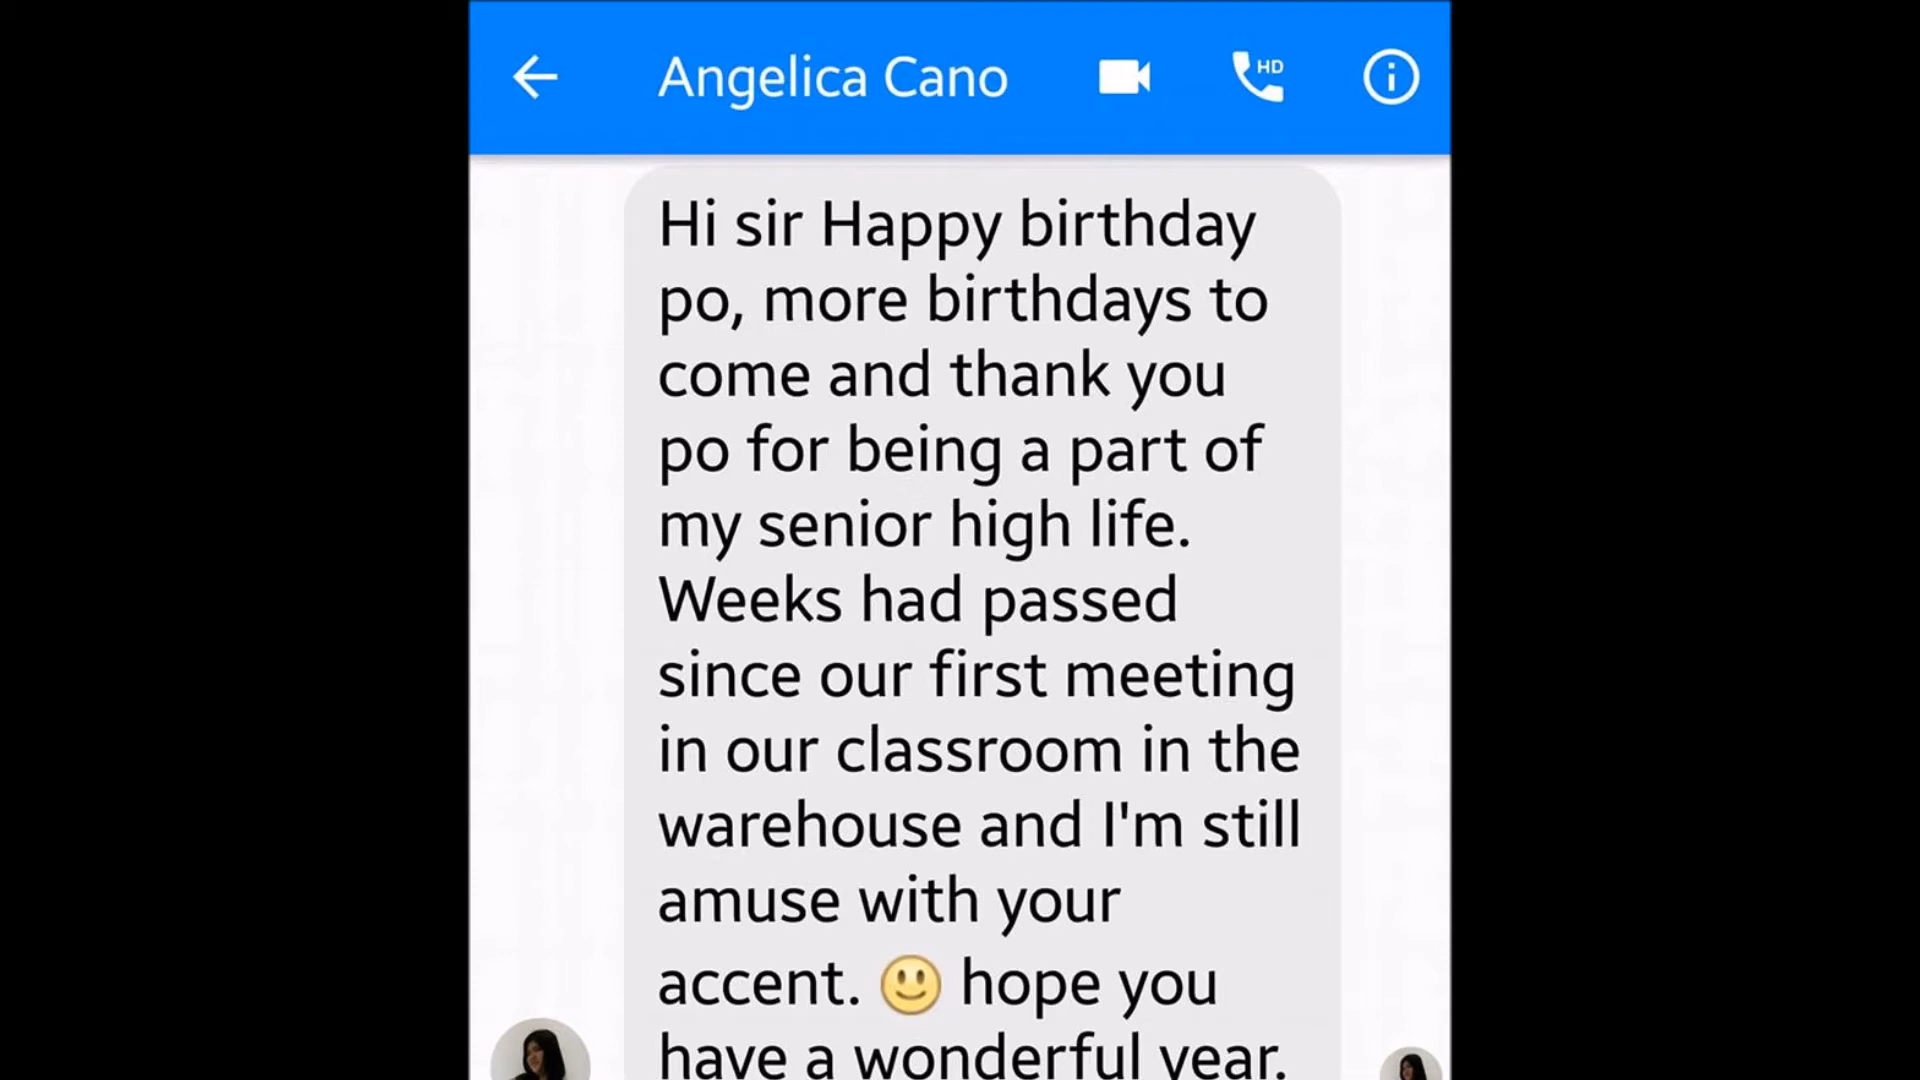 Angelica Cano
HD
Hi sir Happy birthday
po, more birthdays to
come and thank you
po for being a part of
my senior high life.
Weeks had passed
since our first meeting
in our classroom in the
warehouse and I'm still
amuse with your
accent. 🙂 hope you
have a wonderful year.